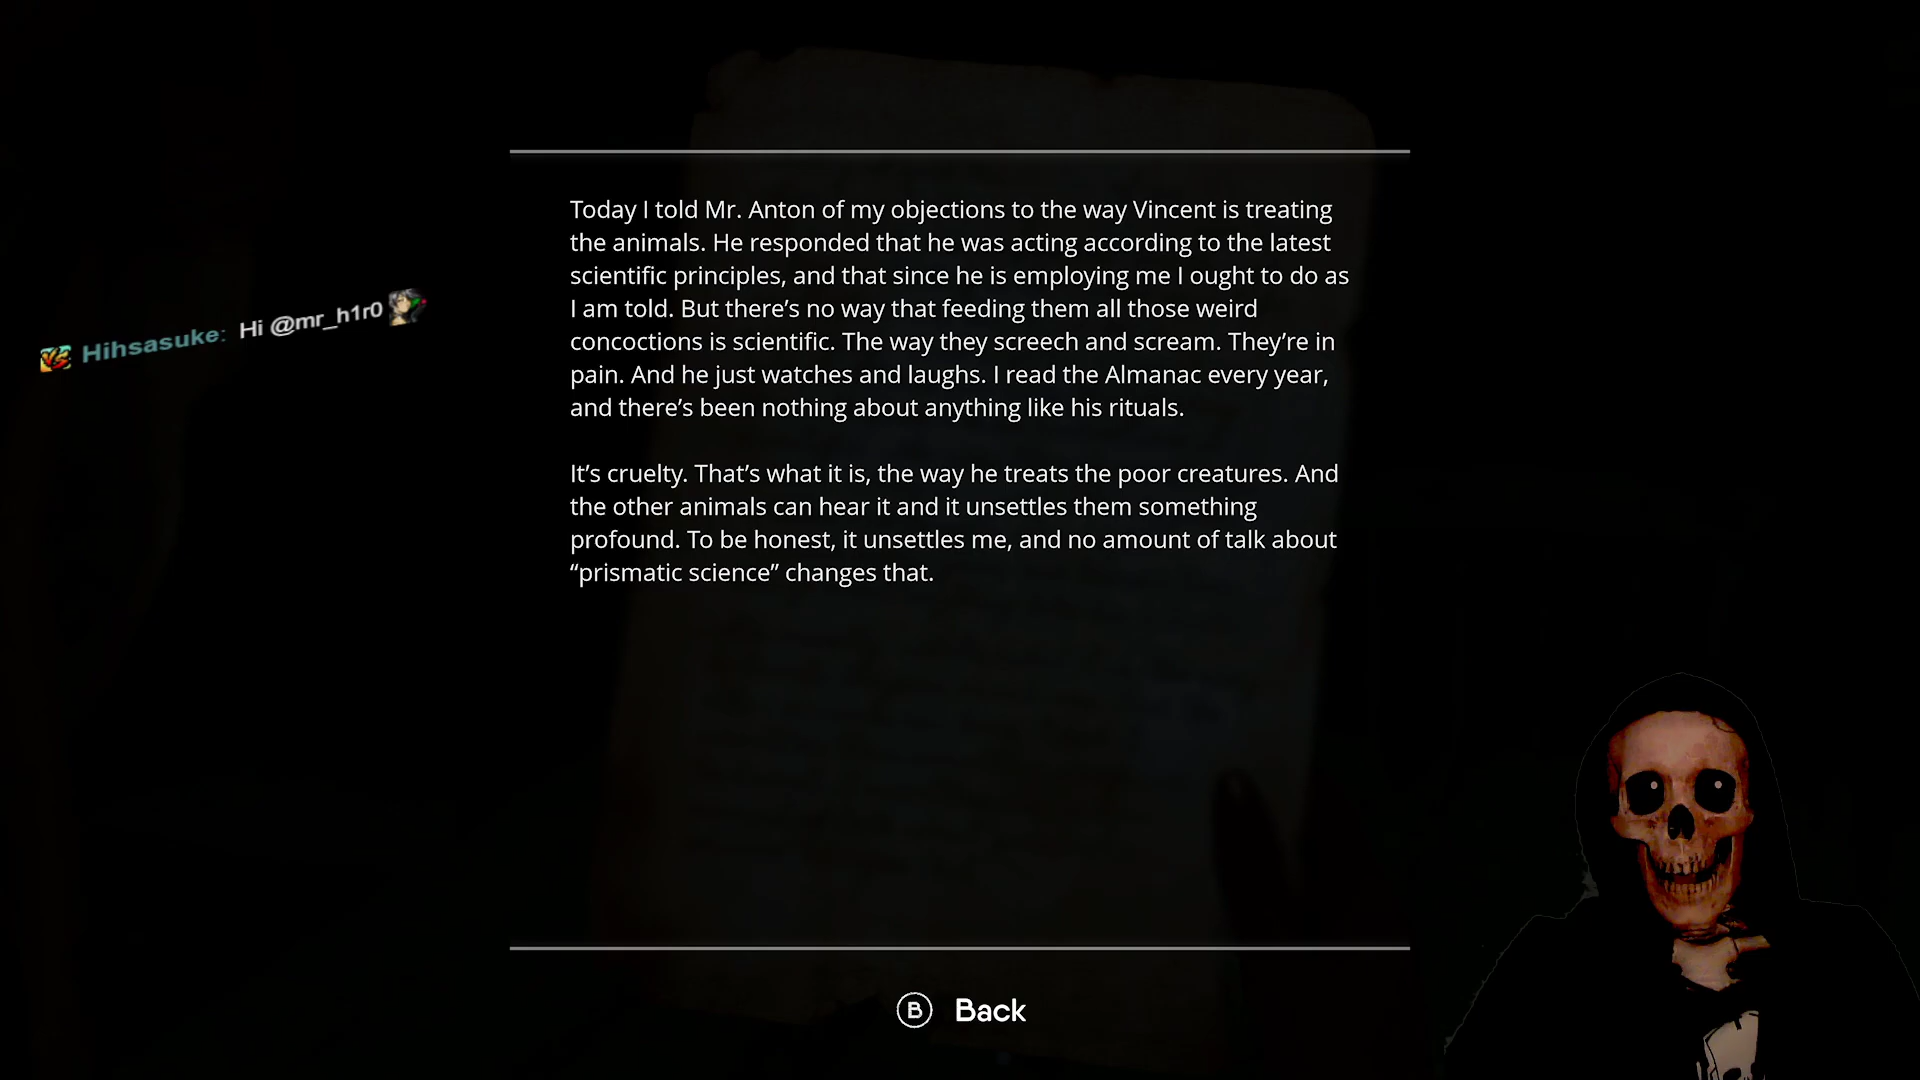 Today I told Mr. Anton of my objections to the way Vincent is treating
the animals. He responded that he was acting according to the latest
scientific principles, and that since he is employing me I ought to do as
I am told. But there’s no way that feeding them all those weird
concoctions is scientific. The way they screech and scream. They’re in
pain. And he just watches and laughs. I read the Almanac every year,
and there’s been nothing about anything like his rituals.
It’s cruelty. That’s what it is, the way he treats the poor creatures. And
the other animals can hear it and it unsettles them something
profound. To be honest, it unsettles me, and no amount of talk about
“prismatic science” changes that.
VS Hihsasuke: Hi @mr_h1r0
B Back